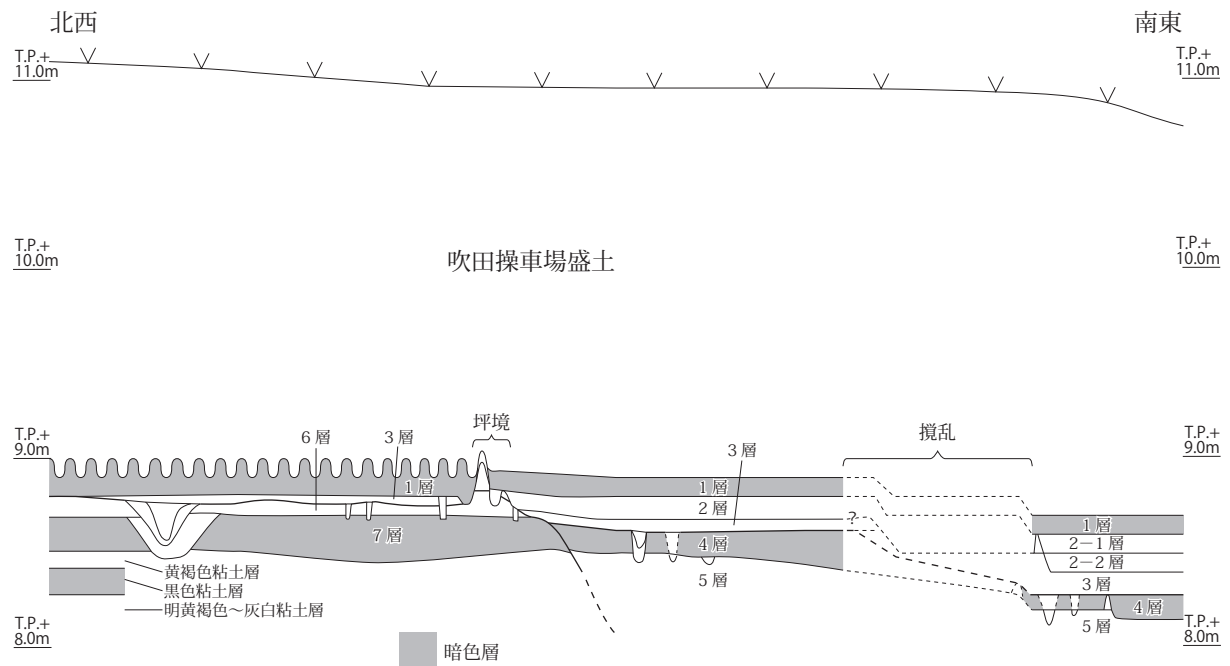 北西
南東
T.P.+
11.0m
T.P.+
11.0m
T.P.+
10.0m
吹田操車場盛土
T.P.+
10.0m
T.P.+
9.0m
6層
3層
坪境
3層
撹乱
T.P.+
9.0m
1層
1層
2層
?
1層
7層
4層
2－1層
2－2層
5層
3層
黄褐色粘土層
黒色粘土層
明黄褐色～灰白粘土層
4層
5層
T.P.+
8.0m
T.P.+
8.0m
暗色層